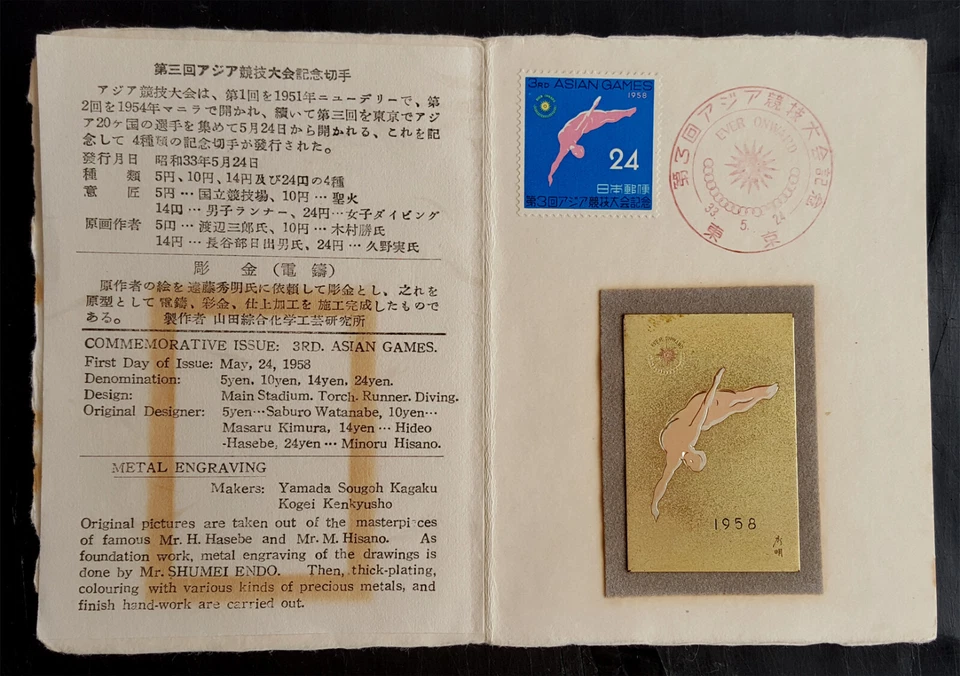 第三回アジア競技大会記念切手
アジア競技大会は、第1回を1951年ニューデリーで、第
2回を1954年マニラで開かれ、續いて第三回を東京でアジ
ア20ヶ国の選手を集めて5月24日から開かれる、これを記
念して 4種類の記念切手が発行された。
発行月日 昭和33年5月24日
種類 5円、10円、14円及び24円の4種
意匠 5円…国立競技場、10円…聖火
14円…男子ランナー、24円…女子ダイビング
原画作者 5円…渡辺三郎氏、10円…木村勝氏
14円…長谷部日出男氏、24円…久野実氏
彫金(電鋳)
原作者の絵を遠藤秀明氏に依頼して彫金とし、之れを
原型として電鋳、彩金、仕上加工を施工完成したもので
ある。 製作者 山田綜合化学工芸研究所
COMMEMORATIVE ISSUE: 3RD. ASIAN GAMES.
First Day of Issue: May, 24, 1958
Denomination: 5yen, 10yen, 14yen, 24yen.
Design: Main Stadium. Torch. Runner. Diving.
Original Designer: 5yen…Saburo Watanabe, 10yen…
Masaru Kimura, 14yen … Hideo
-Hasebe, 24yen … Minoru Hisano.
METAL ENGRAVING
Makers: Yamada Sougoh Kagaku
Kogei Kenkyusho
Original pictures are taken out of the masterpieces
of famous Mr. H. Hasebe and Mr. M. Hisano. As
foundation work, metal engraving of the drawings is
done by Mr. SHUMEI ENDO. Then, thick-plating,
colouring with various kinds of precious metals, and
finish hand-work are carried out.
3RD ASIAN GAMES
1958
24
日本郵便
第3回アジア競技大会記念
第3回アジア競技大会記念
EVER ONWARD
33. 5. 24
東京
EVER ONWARD
1958
秀明